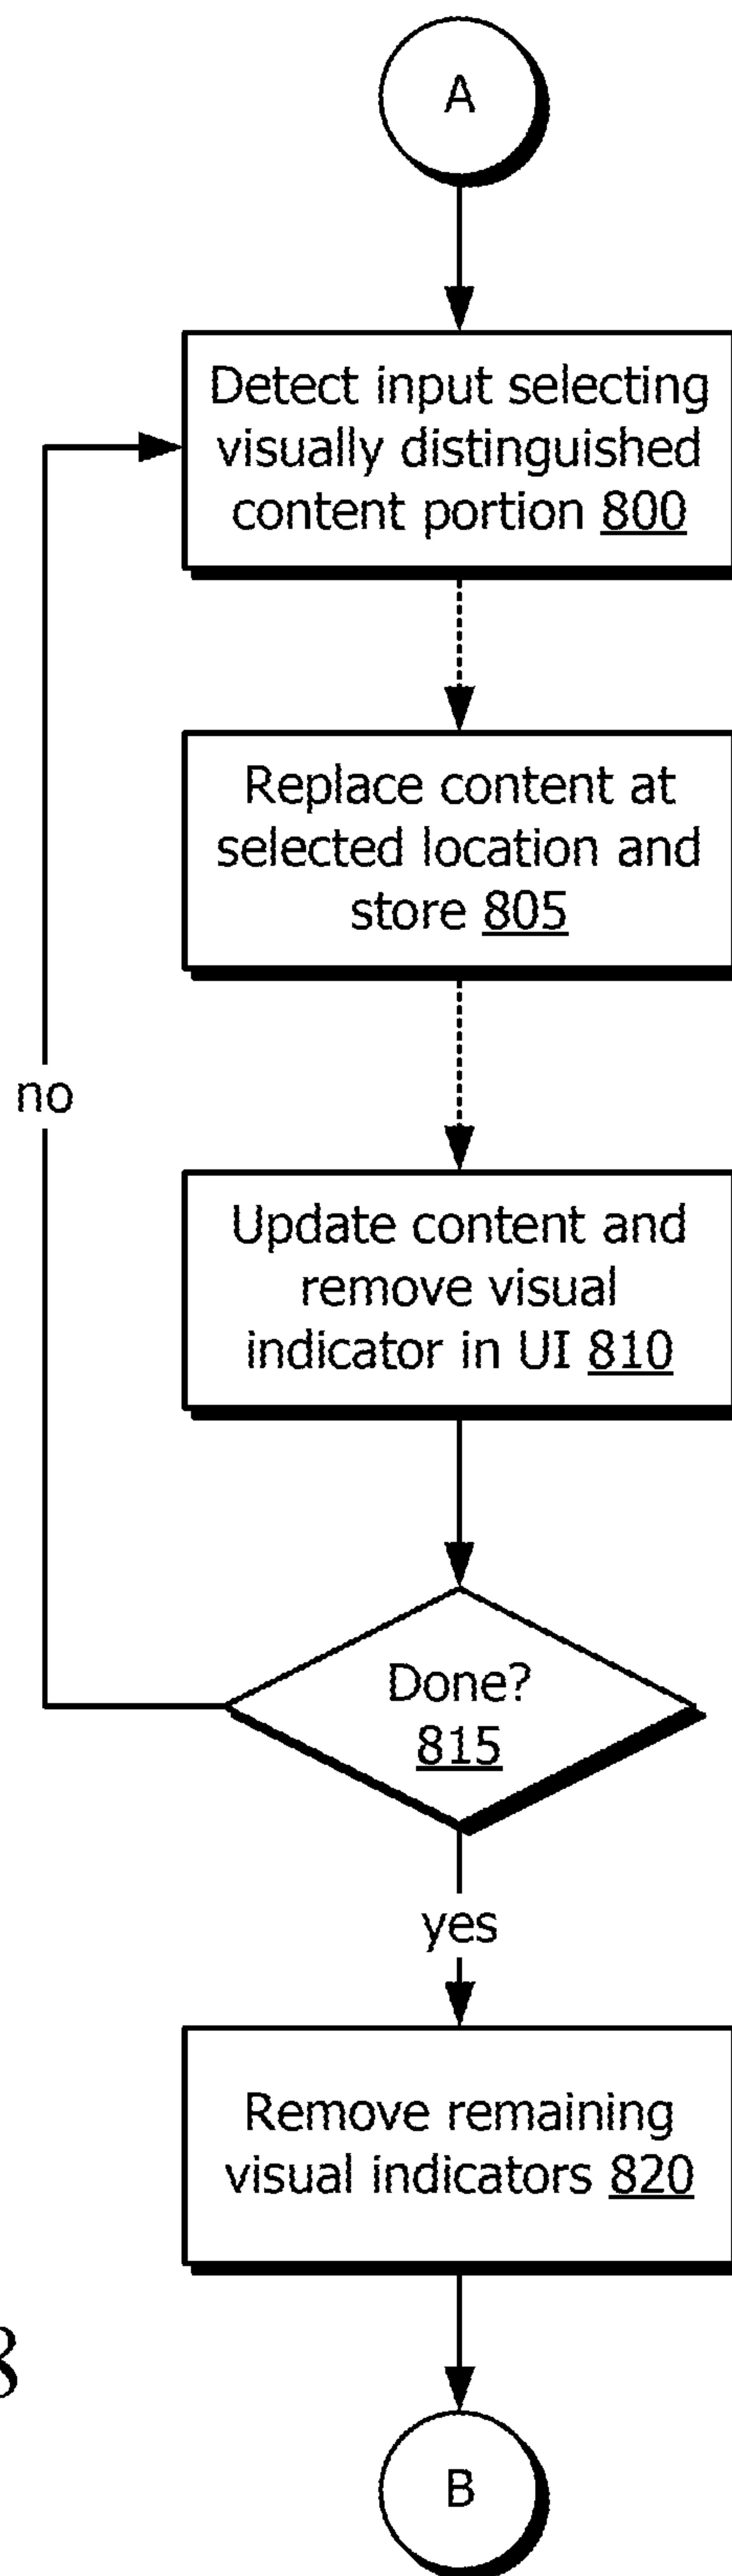 A
Detect input selecting
visually distinguished
content portion 800
Replace content at
selected location and
store 805
no
Update content and
remove visual
indicator in UI 810
Done?
815
yes
Remove remaining
visual indicators 820
8
B